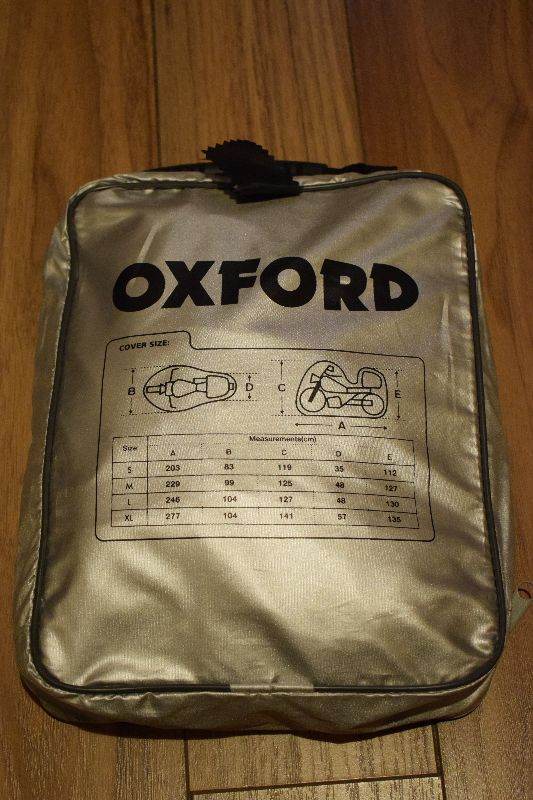 OXFORD
COVER SIZE:
B D C E
A
Size Measurements(cm)
A B C D E
S 203 83 119 35 112
M 229 99 125 48 127
L 246 104 127 48 130
XL 277 104 141 57 135